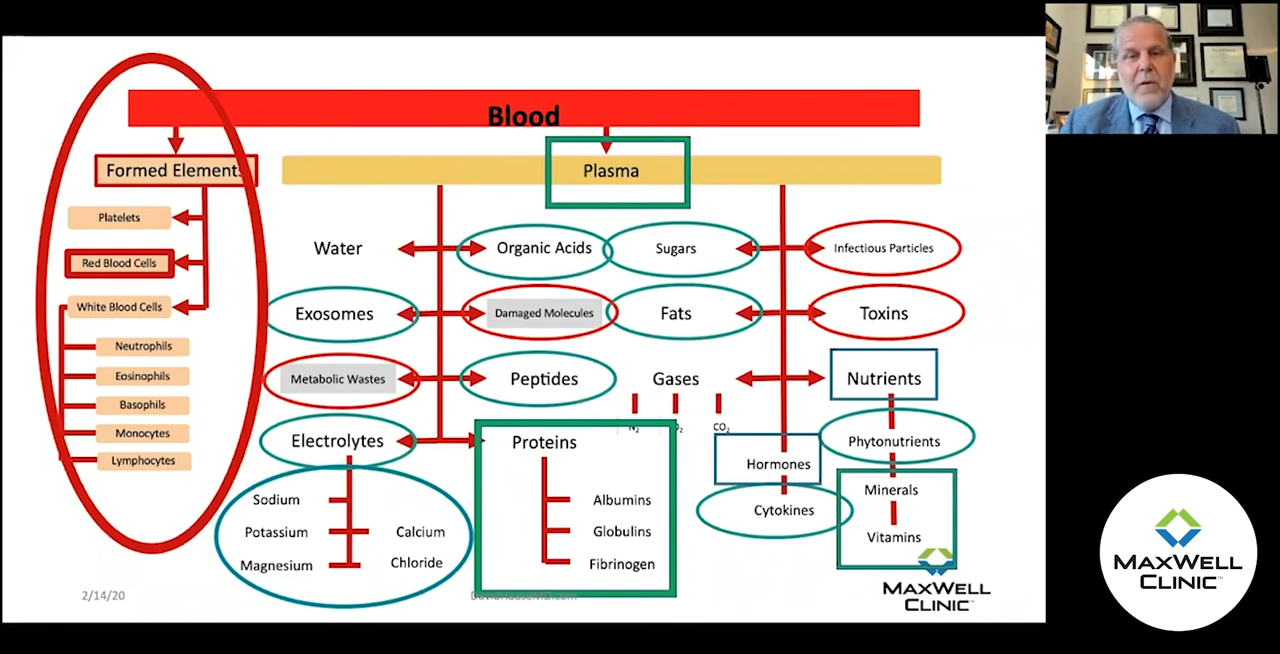 Blood
Formed Elements
Plasma
Platelets
Red Blood Cells
White Blood Cells
Neutrophils
Eosinophils
Basophils
Monocytes
Lymphocytes
Water
Organic Acids
Sugars
Infectious Particles
Exosomes
Damaged Molecules
Fats
Toxins
Metabolic Wastes
Peptides
Gases
Nutrients
N2
CO2
Electrolytes
Proteins
Hormones
Phytonutrients
Sodium
Potassium
Calcium
Magnesium
Chloride
Albumins
Globulins
Fibrinogen
Cytokines
Minerals
Vitamins
2/14/20
MAXWELL
CLINIC™
MAXWELL
CLINIC™